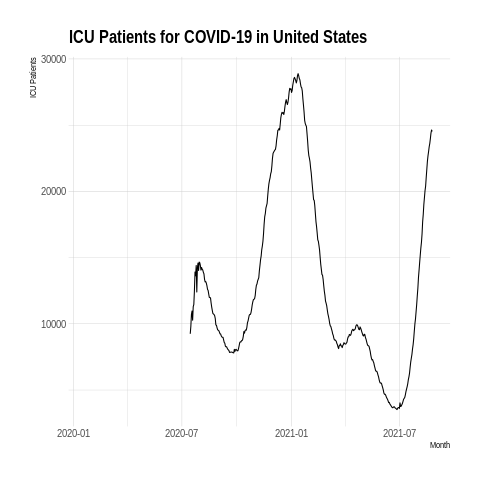 ICU Patients for COVID-19 in United States
ICU Patients
30000
20000
10000
2020-01
2020-07
2021-01
2021-07
Month